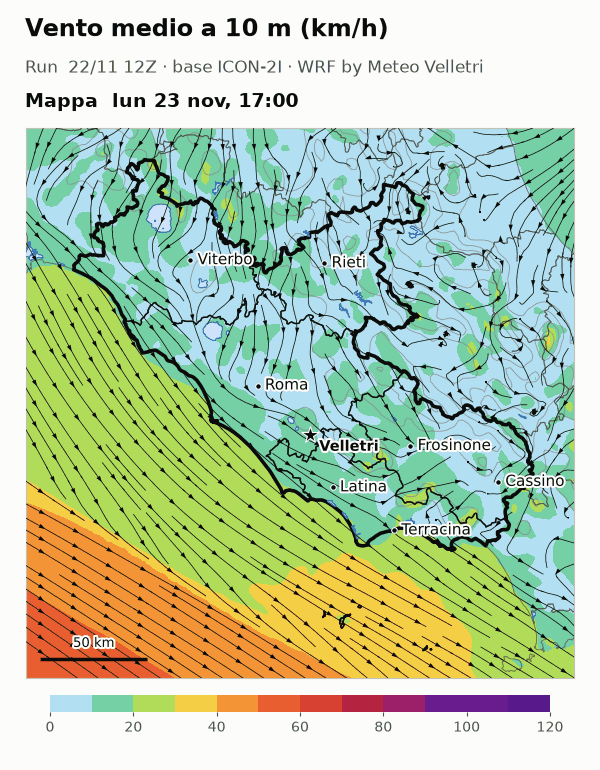 Vento medio a 10 m (km/h)
Run 22/11 12Z · base ICON-2I · WRF by Meteo Velletri
Mappa lun 23 nov, 17:00
Viterbo
Rieti
Roma
Velletri
Frosinone
Latina
Cassino
Terracina
50 km
0 20 40 60 80 100 120